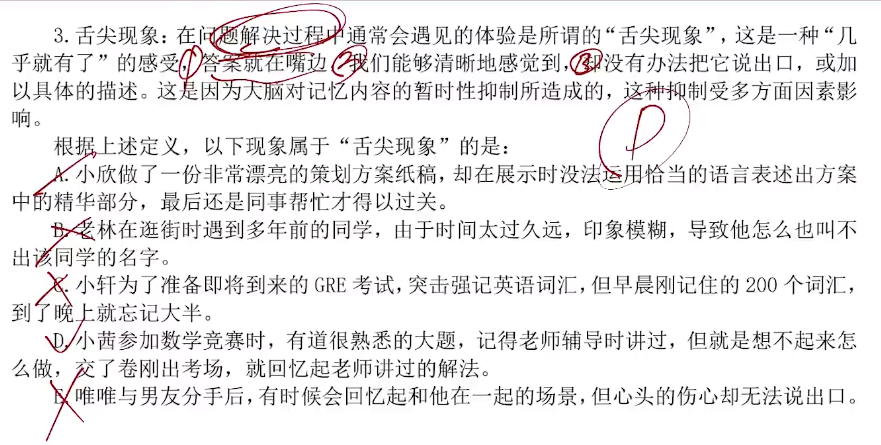 3.舌尖现象：在问题解决过程中通常会遇见的体验是所谓的“舌尖现象”，这是一种“几
乎就有了”的感受，①答案就在嘴边，②我们能够清晰地感觉到，③却没有办法把它说出口，或加
以具体的描述。这是因为大脑对记忆内容的暂时性抑制所造成的，这种抑制受多方面因素影
响。
根据上述定义，以下现象属于“舌尖现象”的是：
D
A.小欣做了一份非常漂亮的策划方案纸稿，却在展示时没法运用恰当的语言表述出方案
中的精华部分，最后还是同事帮忙才得以过关。
B.老林在逛街时遇到多年前的同学，由于时间太过久远，印象模糊，导致他怎么也叫不
出该同学的名字。
C.小轩为了准备即将到来的 GRE 考试，突击强记英语词汇，但早晨刚记住的 200 个词汇，
到了晚上就忘记大半。
D.小茜参加数学竞赛时，有道很熟悉的大题，记得老师辅导时讲过，但就是想不起来怎
么做，交了卷刚出考场，就回忆起老师讲过的解法。
E.唯唯与男友分手后，有时候会回忆起和他在一起的场景，但心头的伤心却无法说出口。